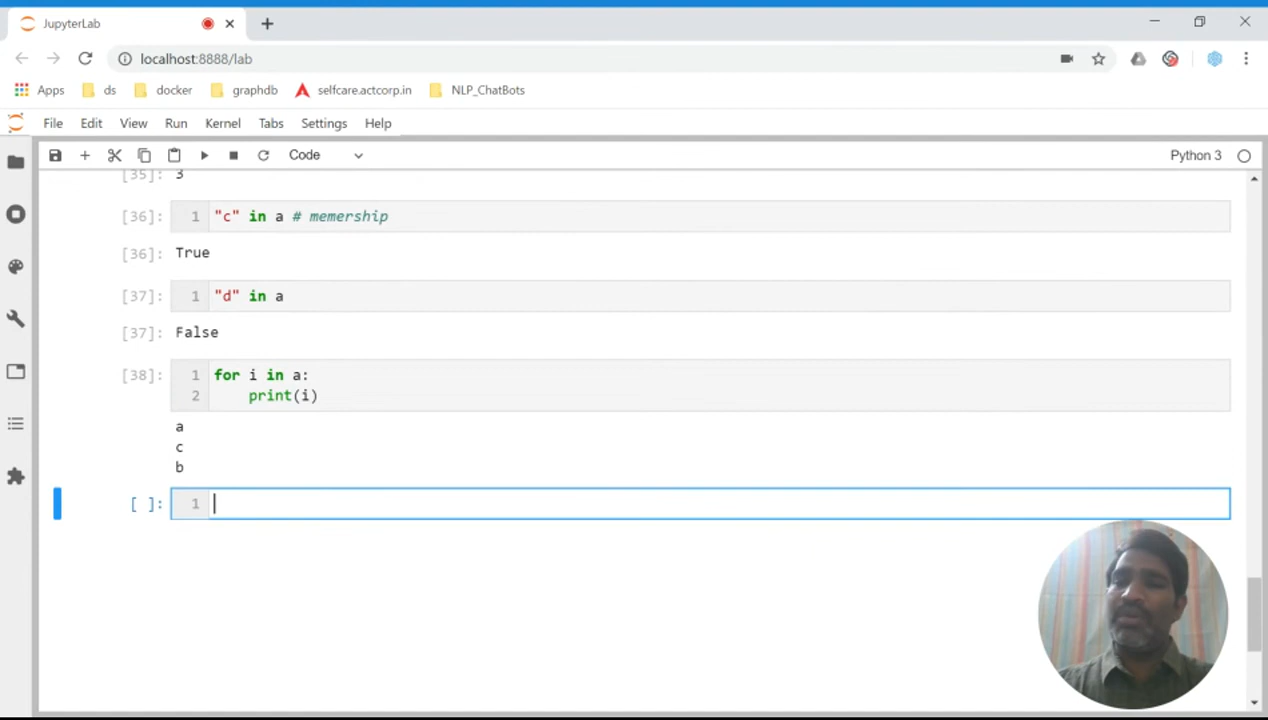 JupyterLab
localhost:8888/lab
Apps ds docker graphdb selfcare.actcorp.in NLP_ChatBots
File Edit View Run Kernel Tabs Settings Help
Code Python 3
[35]: 3
[36]: 1 "c" in a # memership
[36]: True
[37]: 1 "d" in a
[37]: False
[38]: 1 for i in a:
2 print(i)
a
c
b
[ ]: 1